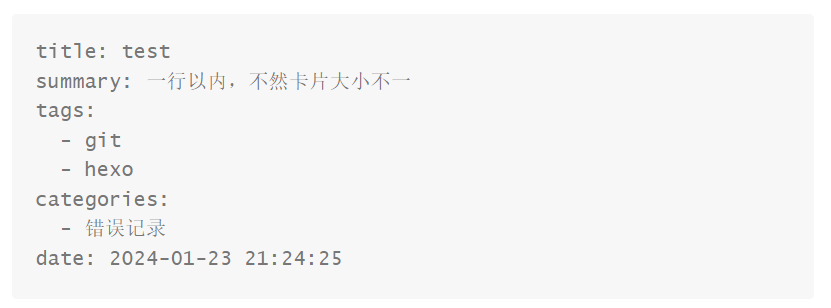 title: test
summary: 一行以内，不然卡片大小不一
tags:
  - git
  - hexo
categories:
  - 错误记录
date: 2024-01-23 21:24:25